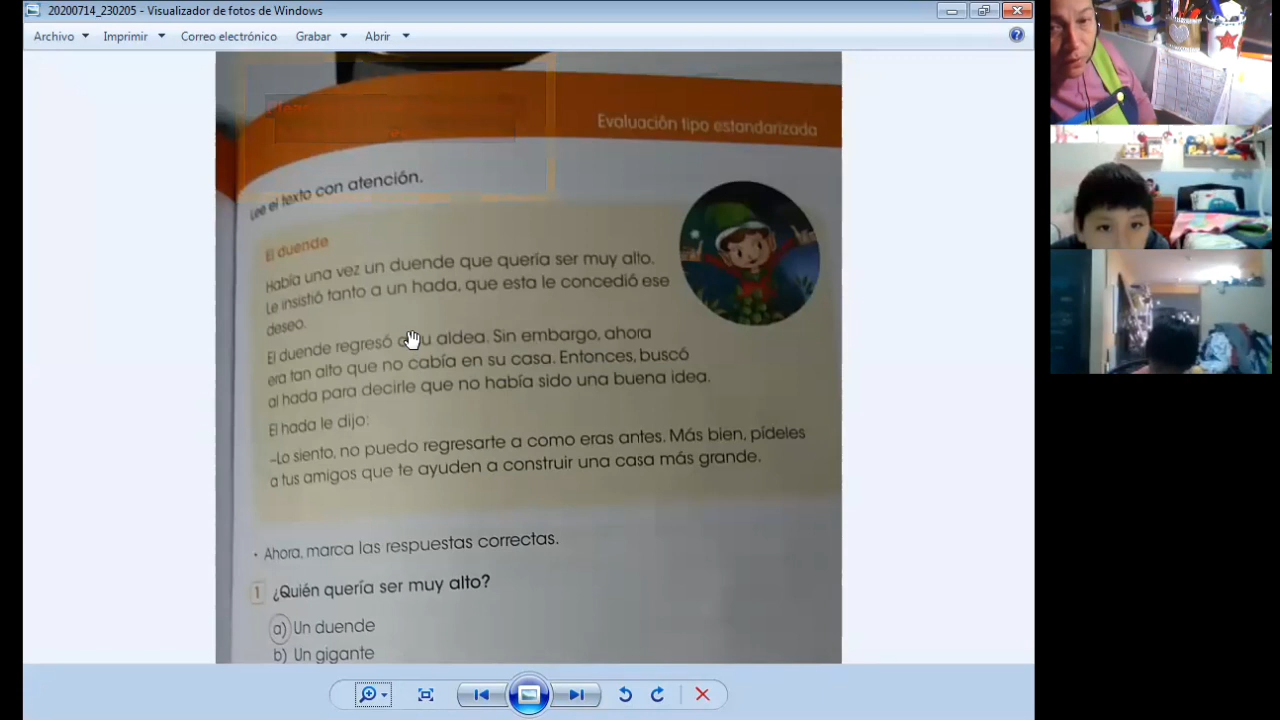 20200714_230205 - Visualizador de fotos de Windows
Archivo Imprimir Correo electrónico Grabar Abrir
Evaluación tipo estandarizada
Lee el texto con atención.
El duende
Había una vez un duende que quería ser muy alto.
Le insistió tanto a un hada, que esta le concedió ese
deseo.
El duende regresó aldea. Sin embargo, ahora
era tan alto que no cabía en su casa. Entonces, buscó
al hada para decirle que no había sido una buena idea.
El hada le dijo:
–Lo siento, no puedo regresarte a como eras antes. Más bien, pídeles
a tus amigos que te ayuden a construir una casa más grande.
• Ahora, marca las respuestas correctas.
1 ¿Quién quería ser muy alto?
a) Un duende
b) Un gigante